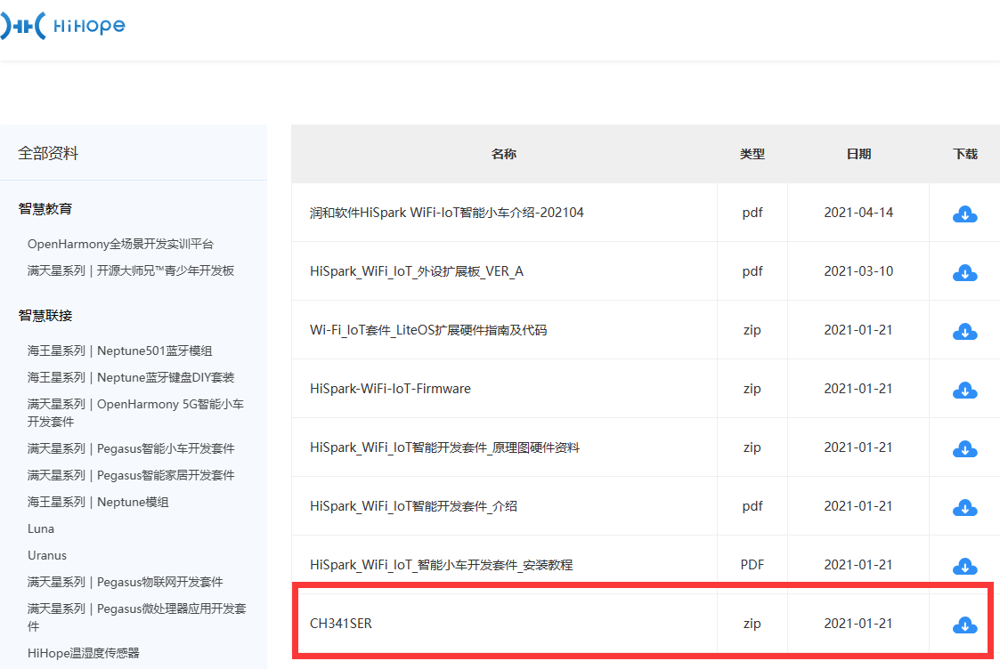 HiHope
全部资料
智慧教育
OpenHarmony全场景开发实训平台
满天星系列 | 开源大师兄™青少年开发板
智慧联接
海王星系列 | Neptune501蓝牙模组
海王星系列 | Neptune蓝牙键盘DIY套装
满天星系列 | OpenHarmony 5G智能小车
开发套件
满天星系列 | Pegasus智能小车开发套件
满天星系列 | Pegasus智能家居开发套件
海王星系列 | Neptune模组
Luna
Uranus
满天星系列 | Pegasus物联网开发套件
满天星系列 | Pegasus微处理器应用开发套
件
HiHope温湿度传感器
名称 类型 日期 下载
润和软件HiSpark WiFi-IoT智能小车介绍-202104 pdf 2021-04-14
HiSpark_WiFi_IoT_外设扩展板_VER_A pdf 2021-03-10
Wi-Fi_IoT套件_LiteOS扩展硬件指南及代码 zip 2021-01-21
HiSpark-WiFi-IoT-Firmware zip 2021-01-21
HiSpark_WiFi_IoT智能开发套件_原理图硬件资料 zip 2021-01-21
HiSpark_WiFi_IoT智能开发套件_介绍 pdf 2021-01-21
HiSpark_WiFi_IoT_智能小车开发套件_安装教程 PDF 2021-01-21
CH341SER zip 2021-01-21